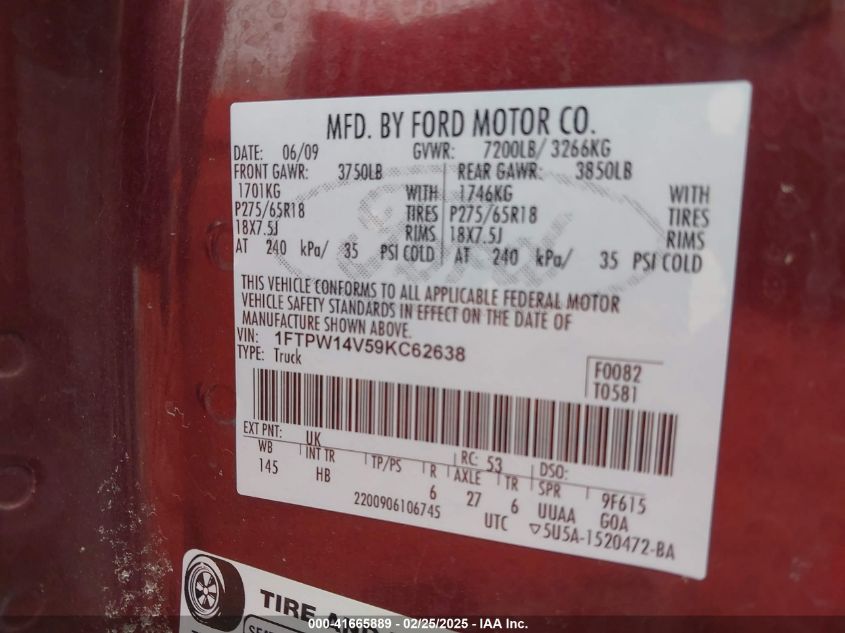 MFD. BY FORD MOTOR CO.
DATE: 06/09 GVWR: 7200LB/ 3266KG
FRONT GAWR: 3750LB REAR GAWR: 3850LB
1701KG WITH 1746KG WITH
P275/65R18 TIRES P275/65R18 TIRES
18X7.5J RIMS 18X7.5J RIMS
AT 240 kPa/ 35 PSI COLD AT 240 kPa/ 35 PSI COLD
THIS VEHICLE CONFORMS TO ALL APPLICABLE FEDERAL MOTOR
VEHICLE SAFETY STANDARDS IN EFFECT ON THE DATE OF
MANUFACTURE SHOWN ABOVE.
VIN: 1FTPW14V59KC62638
TYPE: Truck
F0082
T0581
EXT PNT: UK RC: 53 DSO:
WB INT TR TP/PS R AXLE TR SPR 9F615
145 HB 6 27 6 UUAA GOA
2200906106745 UTC ▽5U5A-1520472-BA
TIRE AND
000-41665889 - 02/25/2025 - IAA Inc.